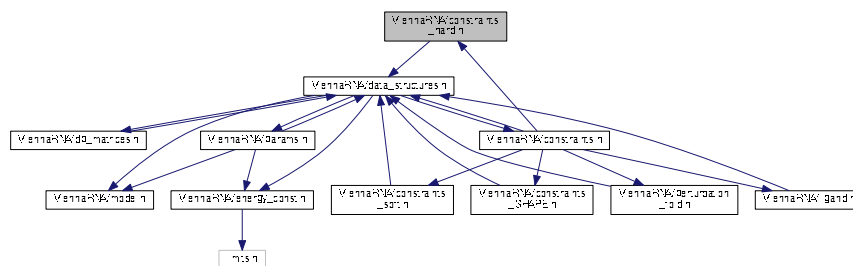 ViennaRNA/constraints
_hard.h
ViennaRNA/data_structures.h
ViennaRNA/dp_matrices.h
ViennaRNA/params.h
ViennaRNA/constraints.h
ViennaRNA/model.h
ViennaRNA/energy_const.h
ViennaRNA/constraints
_soft.h
ViennaRNA/constraints
_SHAPE.h
ViennaRNA/perturbation
_fold.h
ViennaRNA/ligand.h
limits.h